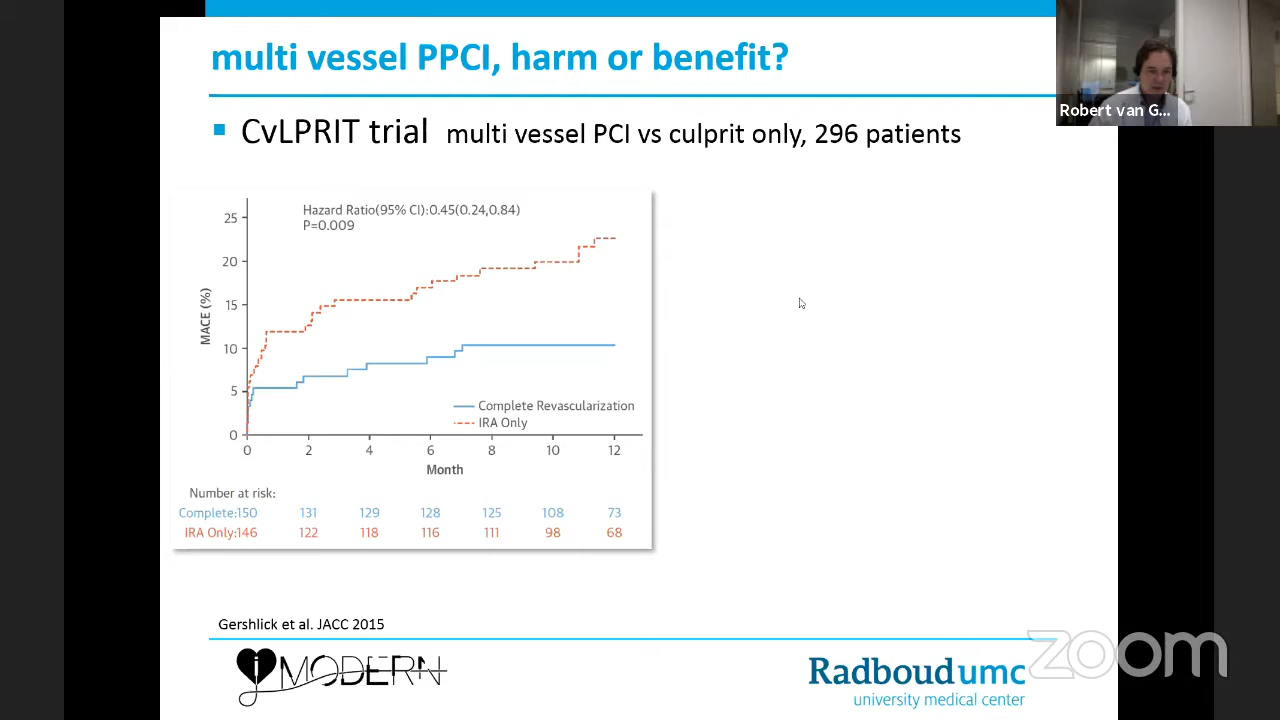 multi vessel PPCI, harm or benefit?
Robert van G...
CvLPRIT trial multi vessel PCI vs culprit only, 296 patients
Hazard Ratio(95% CI):0.45(0.24,0.84)
P=0.009
25
20
15
10
5
0
MACE (%)
Complete Revascularization
IRA Only
0 2 4 6 8 10 12
Month
Number at risk:
Complete:150 131 129 128 125 108 73
IRA Only:146 122 118 116 111 98 68
Gershlick et al. JACC 2015
i MODERN
Radboudumc
university medical center
zoom